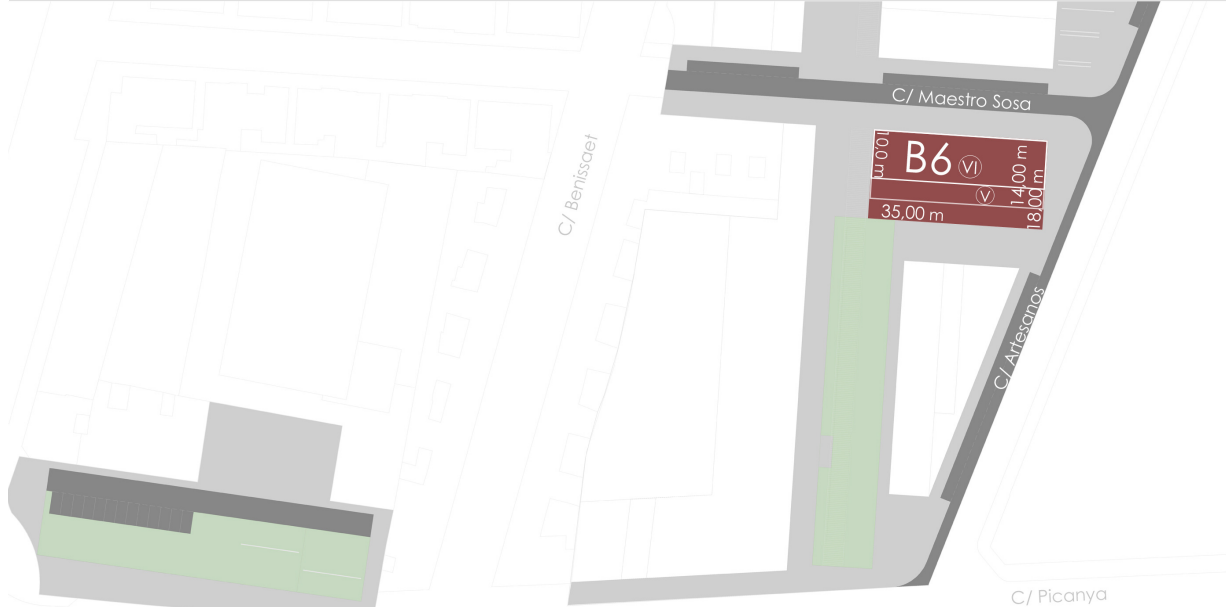 C/ Maestro Sosa
B6 VI
10,0 m
14,00 m
V
18,00 m
35,00 m
C/ Benissaet
C/ Artesanos
C/ Picanya